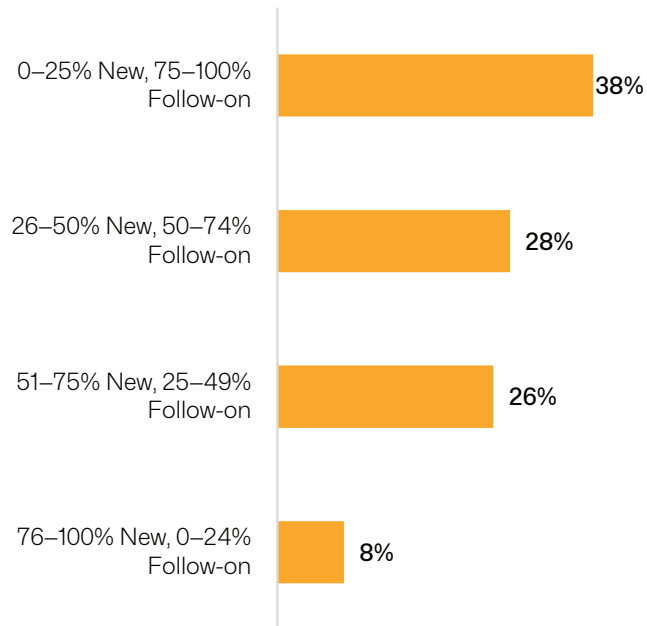 0–25% New, 75–100%
Follow-on
38%
26–50% New, 50–74%
Follow-on
28%
51–75% New, 25–49%
Follow-on
26%
76–100% New, 0–24%
Follow-on
8%